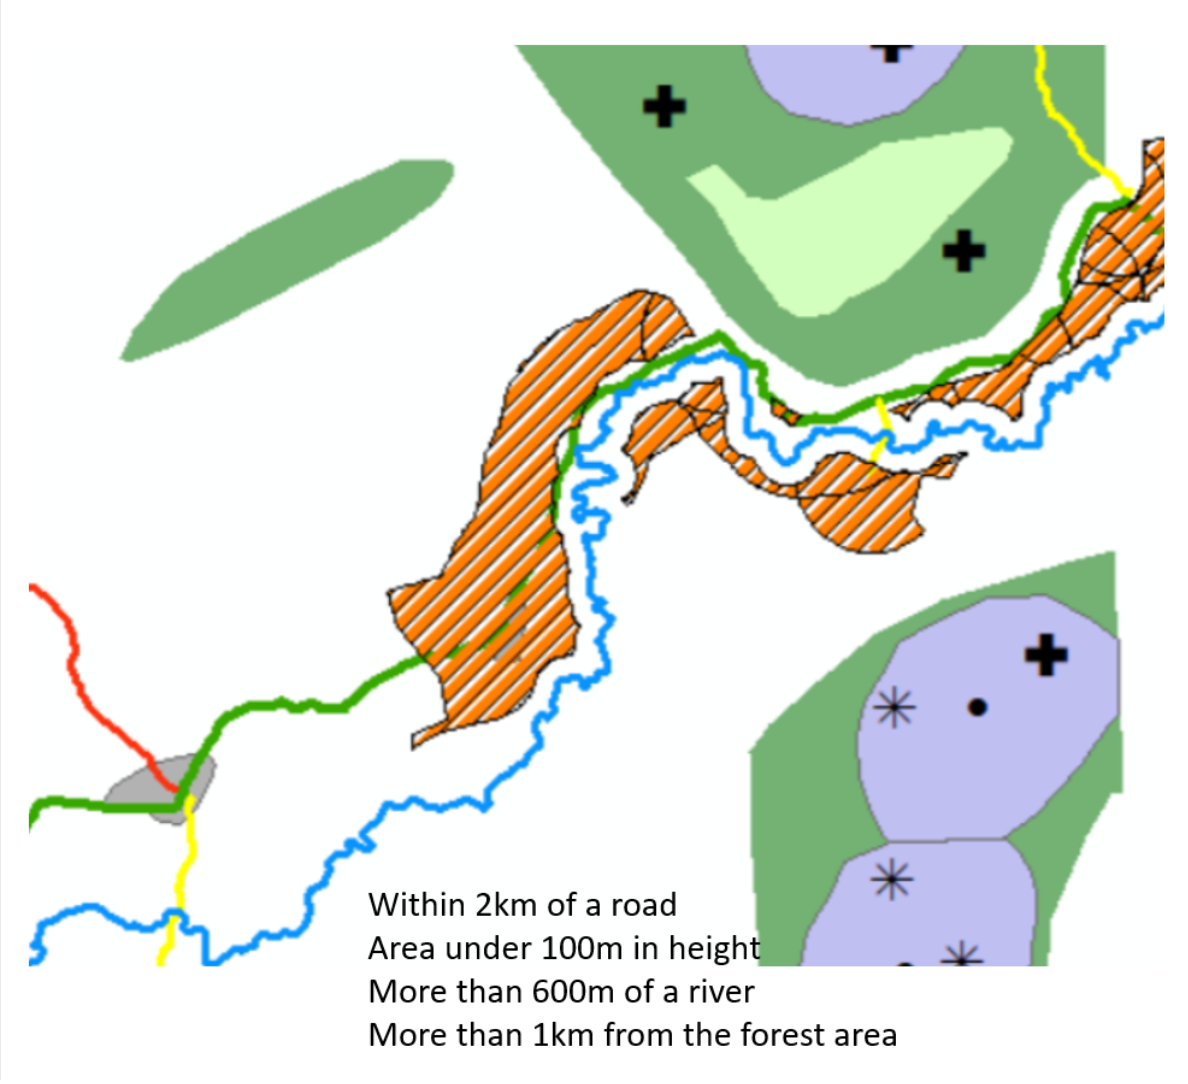 Within 2km of a road
Area under 100m in height
More than 600m of a river
More than 1km from the forest area